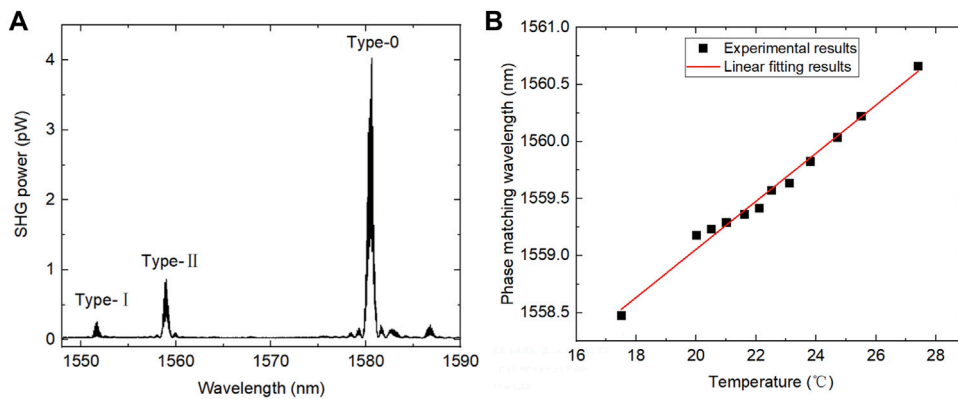 A
Type-0
Type-Ⅱ
Type-Ⅰ
SHG power (pW)
4
3
2
1
0
1550 1560 1570 1580 1590
Wavelength (nm)
B
Experimental results
Linear fitting results
Phase matching wavelength (nm)
1561.0
1560.5
1560.0
1559.5
1559.0
1558.5
16 18 20 22 24 26 28
Temperature (℃)